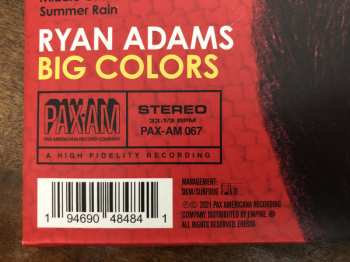 Summer Rain
RYAN ADAMS
BIG COLORS
PAX-AM
PAX AMERICANA RECORD COMPANY
STEREO
33-1/3 RPM
PAX-AM 067
A HIGH FIDELITY RECORDING
MANAGEMENT:
1 94690 48484 1
℗ © 2021 PAX AMERICANA RECORDING
COMPANY. DISTRIBUTED BY EMPIRE.
ALL RIGHTS RESERVED.